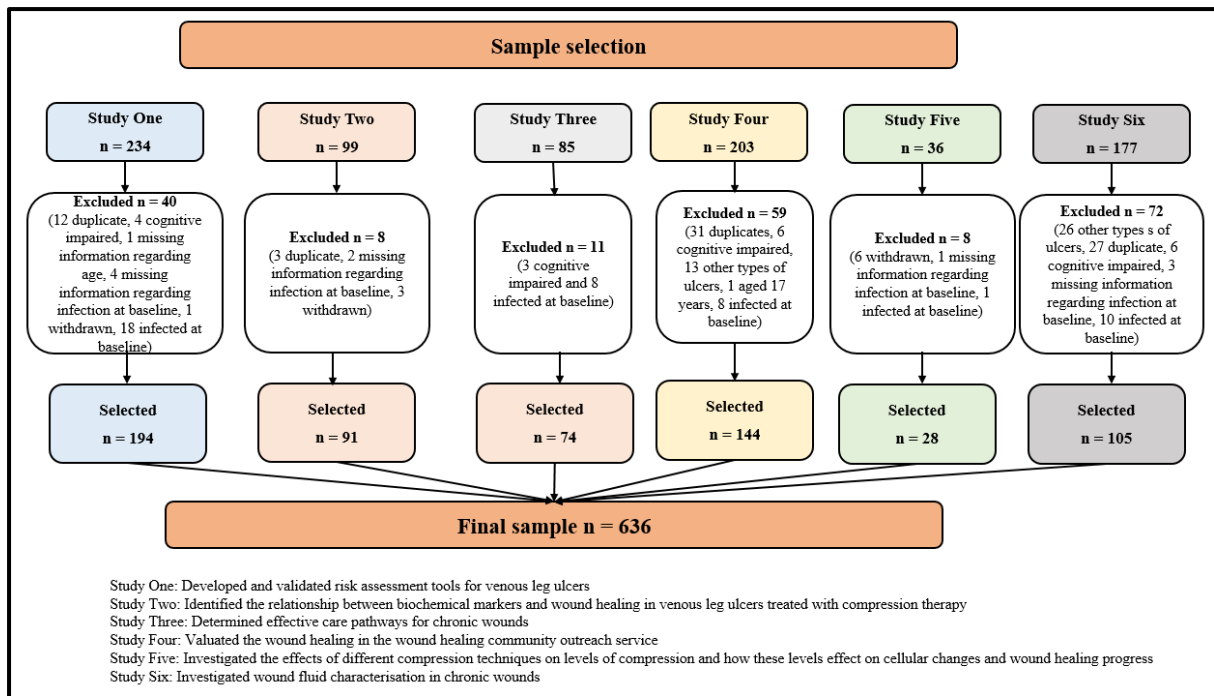 Sample selection
Study One
n = 234
Study Two
n = 99
Study Three
n = 85
Study Four
n = 203
Study Five
n = 36
Study Six
n = 177
Excluded n = 40
(12 duplicate, 4 cognitive
impaired, 1 missing
information regarding
age, 4 missing
information regarding
infection at baseline, 1
withdrawn, 18 infected at
baseline)
Excluded n = 8
(3 duplicate, 2 missing
information regarding
infection at baseline, 3
withdrawn)
Excluded n = 11
(3 cognitive
impaired and 8
infected at baseline)
Excluded n = 59
(31 duplicates, 6
cognitive impaired,
13 other types of
ulcers, 1 aged 17
years, 8 infected at
baseline)
Excluded n = 8
(6 withdrawn, 1 missing
information regarding
infection at baseline, 1
infected at baseline)
Excluded n = 72
(26 other types s of
ulcers, 27 duplicate, 6
cognitive impaired, 3
missing information
regarding infection at
baseline, 10 infected at
baseline)
Selected
n = 194
Selected
n = 91
Selected
n = 74
Selected
n = 144
Selected
n = 28
Selected
n = 105
Final sample n = 636
Study One: Developed and validated risk assessment tools for venous leg ulcers
Study Two: Identified the relationship between biochemical markers and wound healing in venous leg ulcers treated with compression therapy
Study Three: Determined effective care pathways for chronic wounds
Study Four: Valuated the wound healing in the wound healing community outreach service
Study Five: Investigated the effects of different compression techniques on levels of compression and how these levels effect on cellular changes and wound healing progress
Study Six: Investigated wound fluid characterisation in chronic wounds